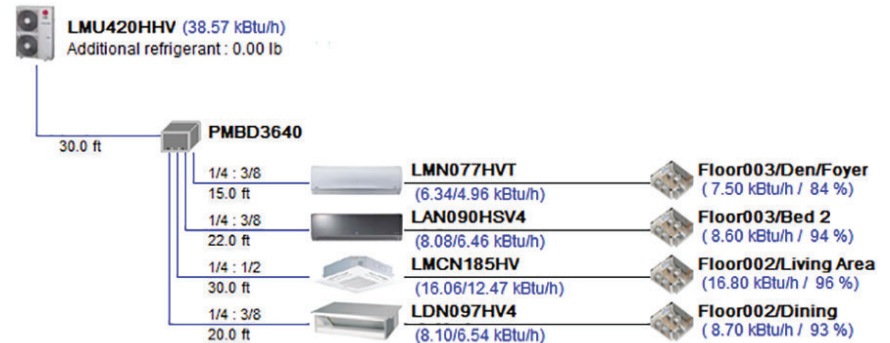 LMU420HHV (38.57 kBtu/h)
Additional refrigerant : 0.00 lb
30.0 ft
PMBD3640
1/4 : 3/8
15.0 ft
LMN077HVT
(6.34/4.96 kBtu/h)
Floor003/Den/Foyer
( 7.50 kBtu/h / 84 %)
1/4 : 3/8
22.0 ft
LAN090HSV4
(8.08/6.46 kBtu/h)
Floor003/Bed 2
( 8.60 kBtu/h / 94 %)
1/4 : 1/2
30.0 ft
LMCN185HV
(16.06/12.47 kBtu/h)
Floor002/Living Area
(16.80 kBtu/h / 96 %)
1/4 : 3/8
20.0 ft
LDN097HV4
(8.10/6.54 kBtu/h)
Floor002/Dining
( 8.70 kBtu/h / 93 %)